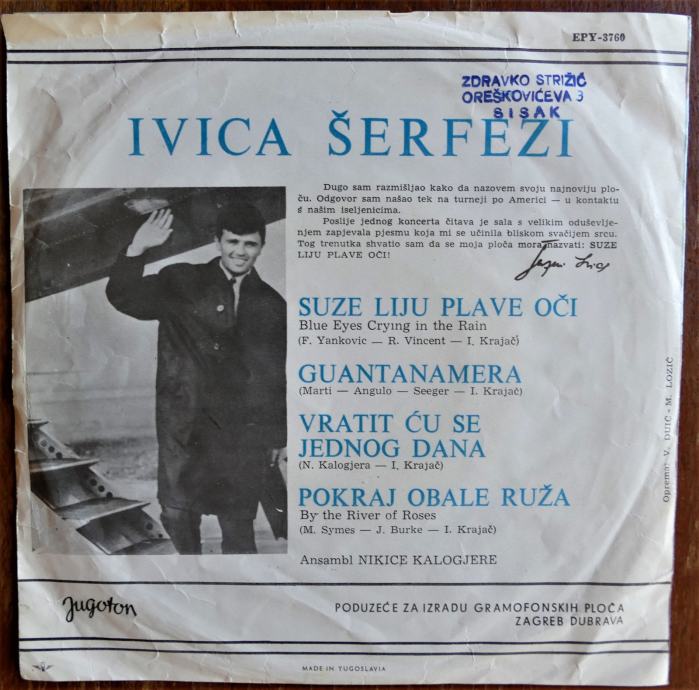 EPY-3760
ZDRAVKO STRIŽIĆ
OREŠKOVIĆEVA 3
SISAK
IVICA ŠERFEZI
Dugo sam razmišljao kako da nazovem svoju najnoviju plo-
ču. Odgovor sam našao tek na turneji po Americi — u kontaktu
s našim iseljenicima.
Poslije jednog koncerta čitava je sala s velikim oduševlje-
njem zapjevala pjesmu koja mi se učinila bliskom svačijem srcu.
Tog trenutka shvatio sam da se moja ploča mora nazvati: SUZE
LIJU PLAVE OČI!
SUZE LIJU PLAVE OČI
Blue Eyes Crying in the Rain
(F. Yankovic — R. Vincent — I. Krajač)
GUANTANAMERA
(Marti — Angulo — Seeger — I. Krajač)
VRATIT ĆU SE
JEDNOG DANA
(N. Kalogjera — I. Krajač)
POKRAJ OBALE RUŽA
By the River of Roses
(M. Symes — J. Burke — I. Krajač)
Ansambl NIKICE KALOGJERE
Oprema: V. DUIĆ - M. LOZIĆ
Jugoton
PODUZEĆE ZA IZRADU GRAMOFONSKIH PLOČA
ZAGREB DUBRAVA
MADE IN YUGOSLAVIA